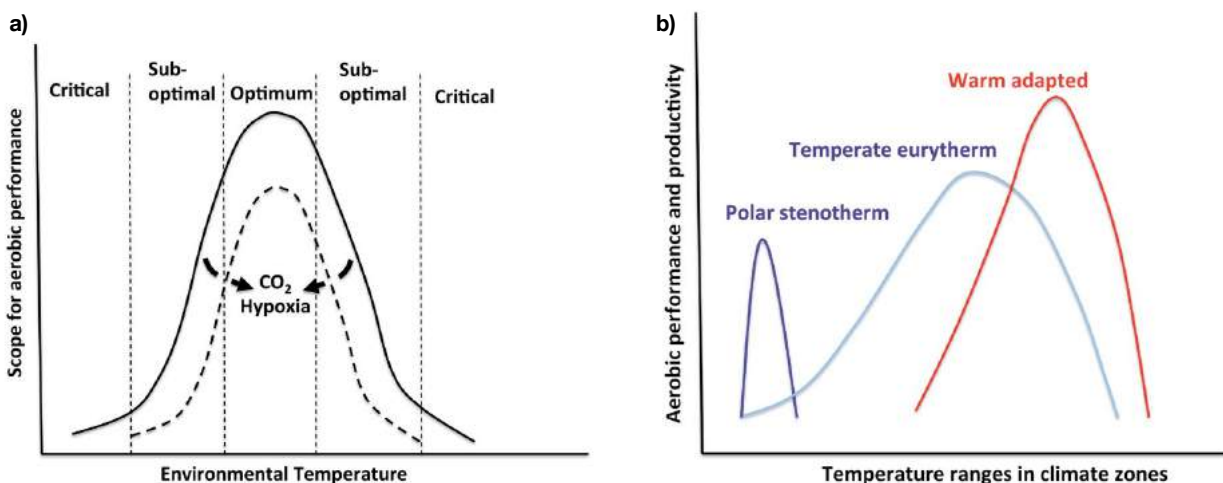 a)
Scope for aerobic performance
Critical
Sub-
optimal
Optimum
Sub-
optimal
Critical
CO₂
Hypoxia
Environmental Temperature
b)
Aerobic performance and productivity
Warm adapted
Temperate eurytherm
Polar stenotherm
Temperature ranges in climate zones